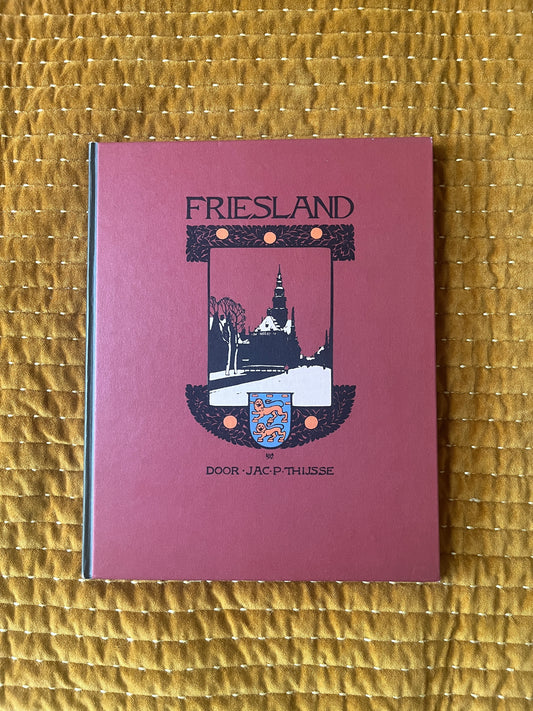 FRIESLAND
DOOR · JAC · P · THIJSSE